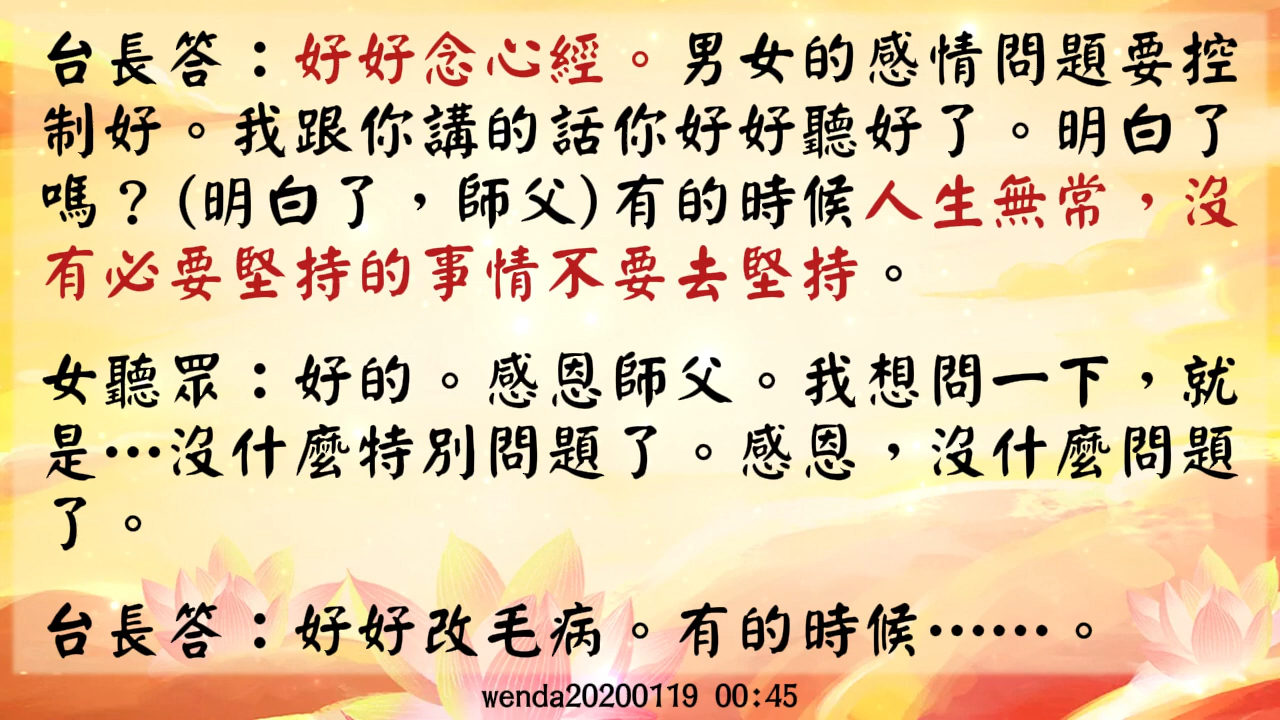 台長答：好好念心經。男女的感情問題要控
制好。我跟你講的話你好好聽好了。明白了
嗎？(明白了，師父)有的時候人生無常，沒
有必要堅持的事情不要去堅持。
女聽眾：好的。感恩師父。我想問一下，就
是…沒什麼特別問題了。感恩，沒什麼問題
了。
台長答：好好改毛病。有的時候……。
wenda20200119 00:45